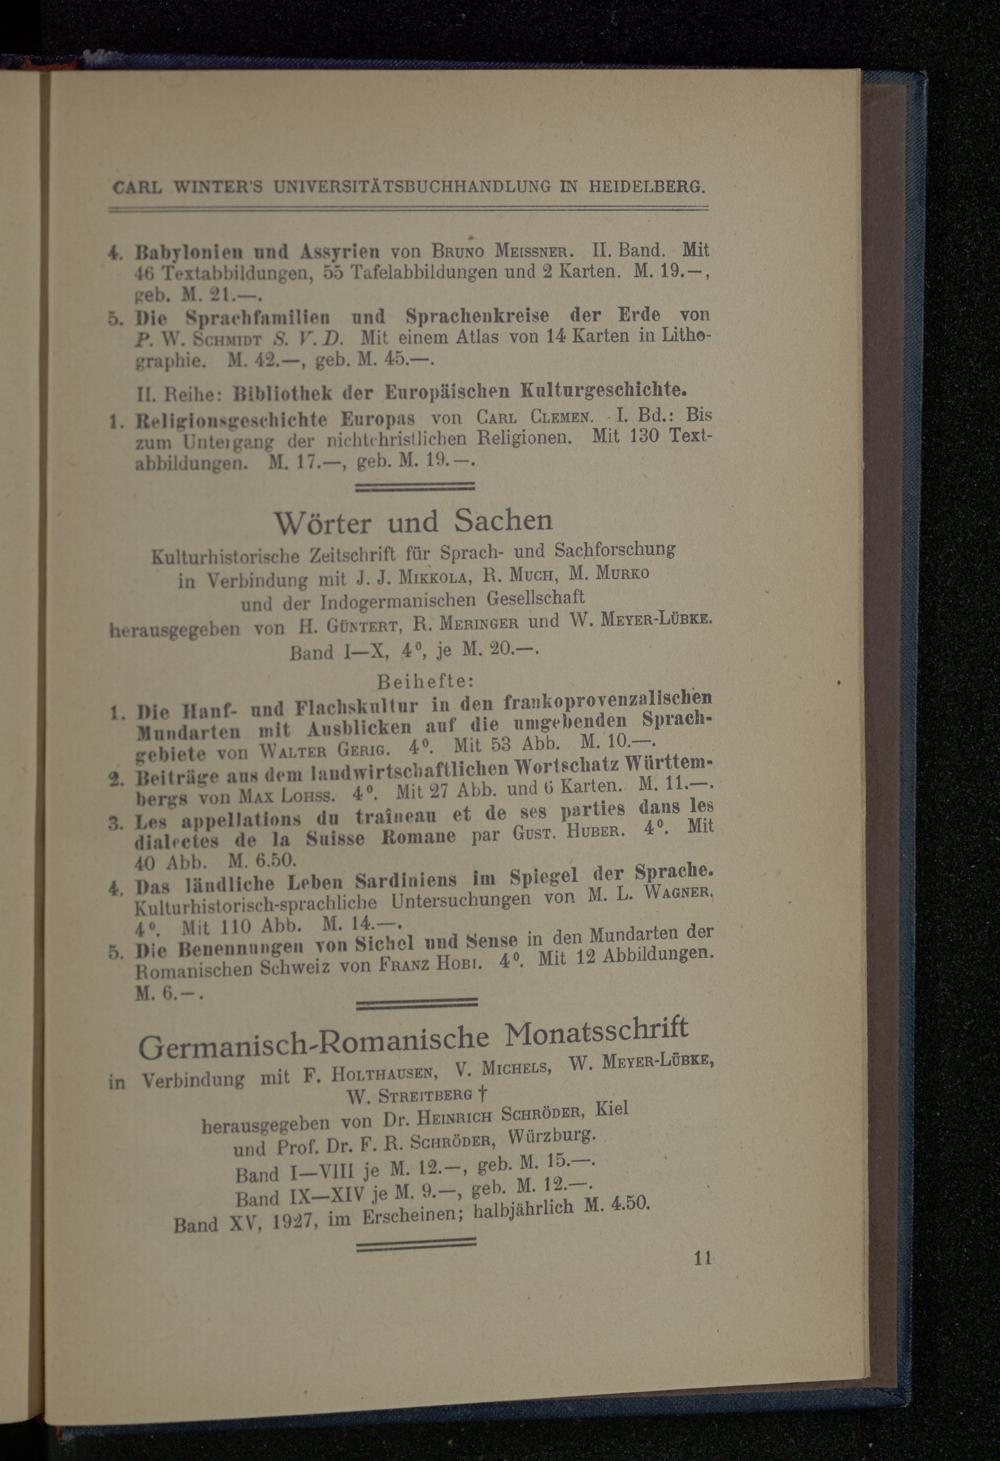 CARL WINTER'S UNIVERSITÄTSBUCHHANDLUNG IN HEIDELBERG.
4. Babylonien und Assyrien von BRUNO MEISSNER. II. Band. Mit
46 Textabbildungen, 55 Tafelabbildungen und 2 Karten. M. 19.—,
geb. M. 21.—.
5. Die Sprachfamilien und Sprachenkreise der Erde von
P. W. SCHMIDT S. V. D. Mit einem Atlas von 14 Karten in Litho-
graphie. M. 42.—, geb. M. 45.—.
II. Reihe: Bibliothek der Europäischen Kulturgeschichte.
1. Religionsgeschichte Europas von CARL CLEMEN. I. Bd.: Bis
zum Untergang der nichtchristlichen Religionen. Mit 130 Text-
abbildungen. M. 17.—, geb. M. 19.—.
Wörter und Sachen
Kulturhistorische Zeitschrift für Sprach- und Sachforschung
in Verbindung mit J. J. MIKKOLA, R. MUCH, M. MURKO
und der Indogermanischen Gesellschaft
herausgegeben von H. GÜNTERT, R. MERINGER und W. MEYER-LÜBKE.
Band I—X, 4⁰, je M. 20.—.
Beihefte:
1. Die Hanf- und Flachskultur in den frankoprovenzalischen
Mundarten mit Ausblicken auf die umgebenden Sprach-
gebiete von WALTER GERIG. 4⁰. Mit 53 Abb. M. 10.—.
2. Beiträge aus dem landwirtschaftlichen Wortschatz Württem-
bergs von MAX LOHSS. 4⁰. Mit 27 Abb. und 6 Karten. M. 11.—.
3. Les appellations du traîneau et de ses parties dans les
dialectes de la Suisse Romane par GUST. HUBER. 4⁰. Mit
40 Abb. M. 6.50.
4. Das ländliche Leben Sardiniens im Spiegel der Sprache.
Kulturhistorisch-sprachliche Untersuchungen von M. L. WAGNER.
4⁰. Mit 110 Abb. M. 14.—.
5. Die Benennungen von Sichel und Sense in den Mundarten der
Romanischen Schweiz von FRANZ HOBI. 4⁰. Mit 12 Abbildungen.
M. 6.—.
Germanisch-Romanische Monatsschrift
in Verbindung mit F. HOLTHAUSEN, V. MICHELS, W. MEYER-LÜBKE,
W. STREITBERG †
herausgegeben von Dr. HEINRICH SCHRÖDER, Kiel
und Prof. Dr. F. R. SCHRÖDER, Würzburg.
Band I—VIII je M. 12.—, geb. M. 15.—.
Band IX—XIV je M. 9.—, geb. M. 12.—.
Band XV, 1927, im Erscheinen; halbjährlich M. 4.50.
11